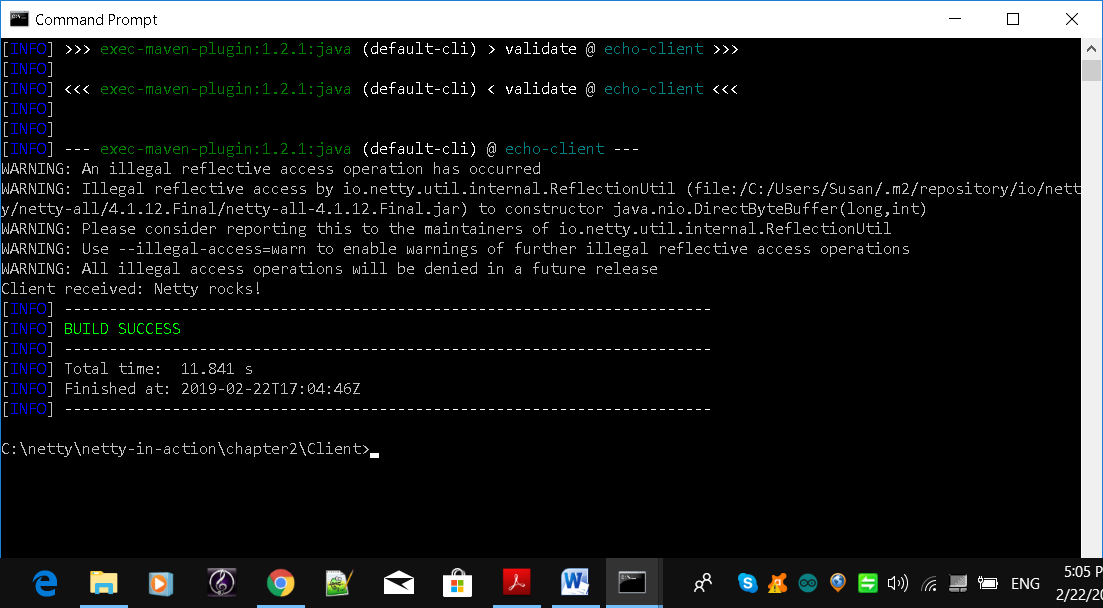 Command Prompt
[INFO] >>> exec-maven-plugin:1.2.1:java (default-cli) > validate @ echo-client >>>
[INFO]
[INFO] <<< exec-maven-plugin:1.2.1:java (default-cli) < validate @ echo-client <<<
[INFO]
[INFO]
[INFO] --- exec-maven-plugin:1.2.1:java (default-cli) @ echo-client ---
WARNING: An illegal reflective access operation has occurred
WARNING: Illegal reflective access by io.netty.util.internal.ReflectionUtil (file:/C:/Users/Susan/.m2/repository/io/nett
y/netty-all/4.1.12.Final/netty-all-4.1.12.Final.jar) to constructor java.nio.DirectByteBuffer(long,int)
WARNING: Please consider reporting this to the maintainers of io.netty.util.internal.ReflectionUtil
WARNING: Use --illegal-access=warn to enable warnings of further illegal reflective access operations
WARNING: All illegal access operations will be denied in a future release
Client received: Netty rocks!
[INFO] ------------------------------------------------------------------------
[INFO] BUILD SUCCESS
[INFO] ------------------------------------------------------------------------
[INFO] Total time:  11.841 s
[INFO] Finished at: 2019-02-22T17:04:46Z
[INFO] ------------------------------------------------------------------------
C:\netty\netty-in-action\chapter2\Client>
ENG
5:05 P
2/22/20